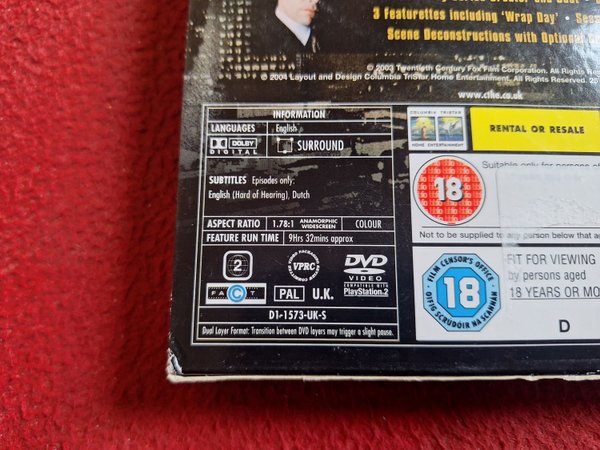 3 Featurettes including 'Wrap Day'
Scene Deconstructions with Optional
© 2003 Twentieth Century Fox Film Corporation. All Rights
© 2004 Layout and Design Columbia TriStar Home Entertainment. All Rights Reserved. 20
www.cthe.co.uk
INFORMATION
LANGUAGES English
DOLBY DIGITAL SURROUND
SUBTITLES Episodes only:
English (Hard of Hearing), Dutch
ASPECT RATIO 1.78:1 ANAMORPHIC WIDESCREEN COLOUR
FEATURE RUN TIME 9Hrs 32mins approx
2 VPRC DVD VIDEO
FACT PAL U.K. COMPATIBLE WITH PlayStation.2
D1-1573-UK-S
Dual Layer Format: Transition between DVD layers may trigger a slight pause.
COLUMBIA TRISTAR
HOME ENTERTAINMENT
RENTAL OR RESALE
18
Suitable only for persons of
Not to be supplied to any person below that a
FILM CENSOR'S OFFICE
18
OIFIG SCRÚDÓIR NA SCANNÁN
FIT FOR VIEWING
by persons aged
18 YEARS OR MO
D